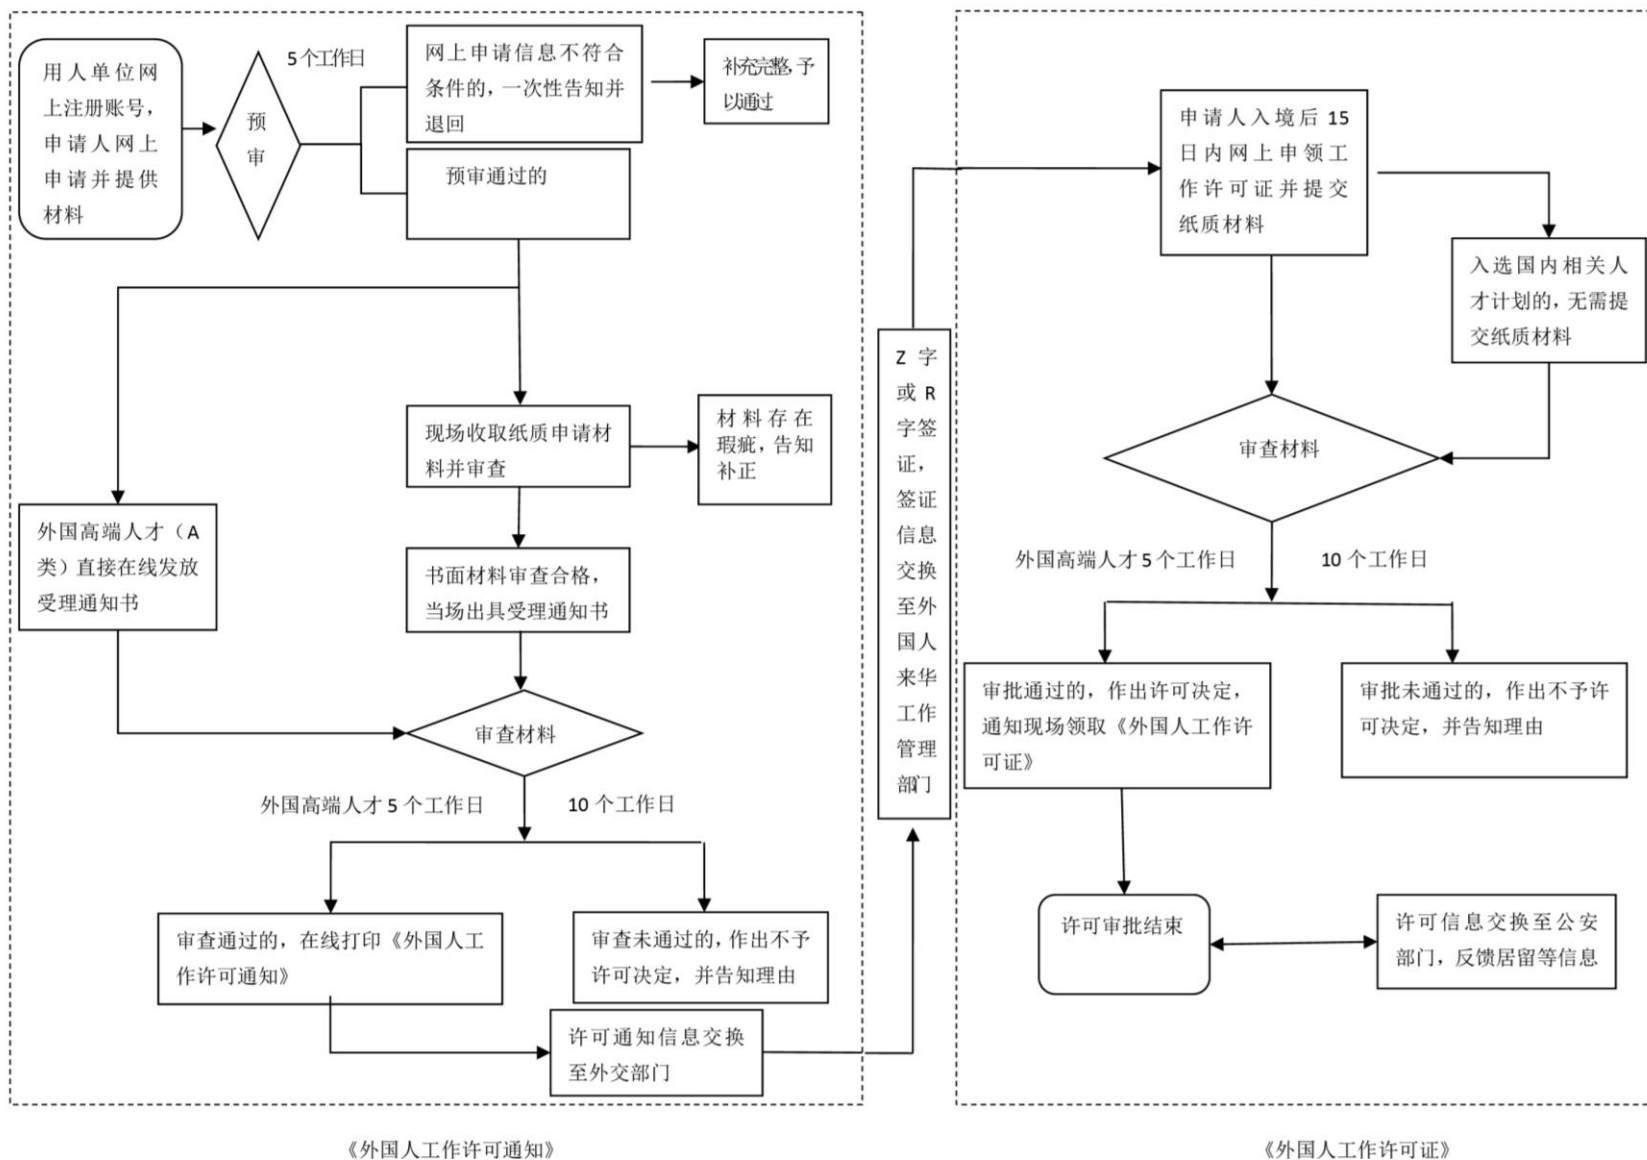 用人单位网
上注册账号，
申请人网上
申请并提供
材料
预
审
5 个工作日
网上申请信息不符合
条件的，一次性告知并
退回
补充完整，予
以通过
预审通过的
现场收取纸质申请材
料并审查
材料存在
瑕疵，告知
补正
外国高端人才（A
类）直接在线发放
受理通知书
书面材料审查合格，
当场出具受理通知书
审查材料
外国高端人才 5 个工作日
10 个工作日
审查通过的，在线打印《外国人工
作许可通知》
审查未通过的，作出不予
许可决定，并告知理由
许可通知信息交换
至外交部门
《外国人工作许可通知》
Z 字
或 R
字签
证，
签证
信息
交换
至外
国人
来华
工作
管理
部门
申请人入境后 15
日内网上申领工
作许可证并提交
纸质材料
入选国内相关人
才计划的，无需提
交纸质材料
审查材料
外国高端人才 5 个工作日
10 个工作日
审批通过的，作出许可决定，
通知现场领取《外国人工作许
可证》
审批未通过的，作出不予许
可决定，并告知理由
许可审批结束
许可信息交换至公安
部门，反馈居留等信息
《外国人工作许可证》